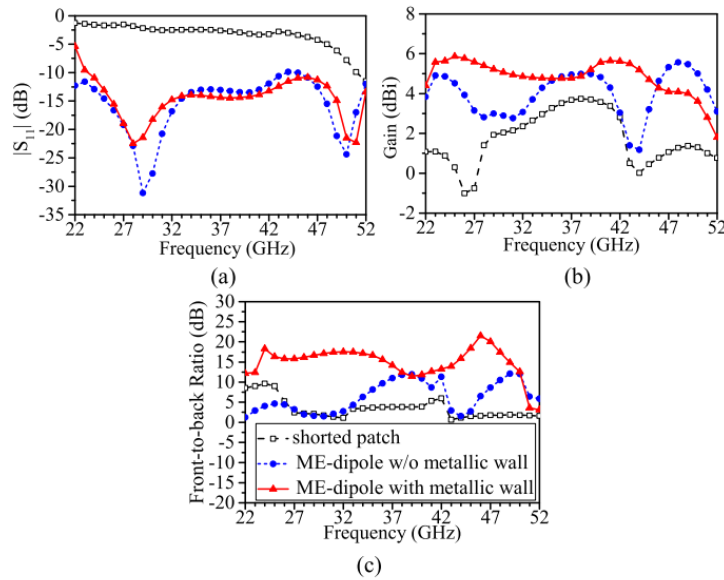 0
-5
-10
-15
-20
-25
-30
-35
|S11| (dB)
22 27 32 37 42 47 52
Frequency (GHz)
(a)
8
6
4
2
0
-2
Gain (dBi)
22 27 32 37 42 47 52
Frequency (GHz)
(b)
30
25
20
15
10
5
0
-5
-10
-15
-20
Front-to-back Ratio (dB)
shorted patch
ME-dipole w/o metallic wall
ME-dipole with metallic wall
22 27 32 37 42 47 52
Frequency (GHz)
(c)